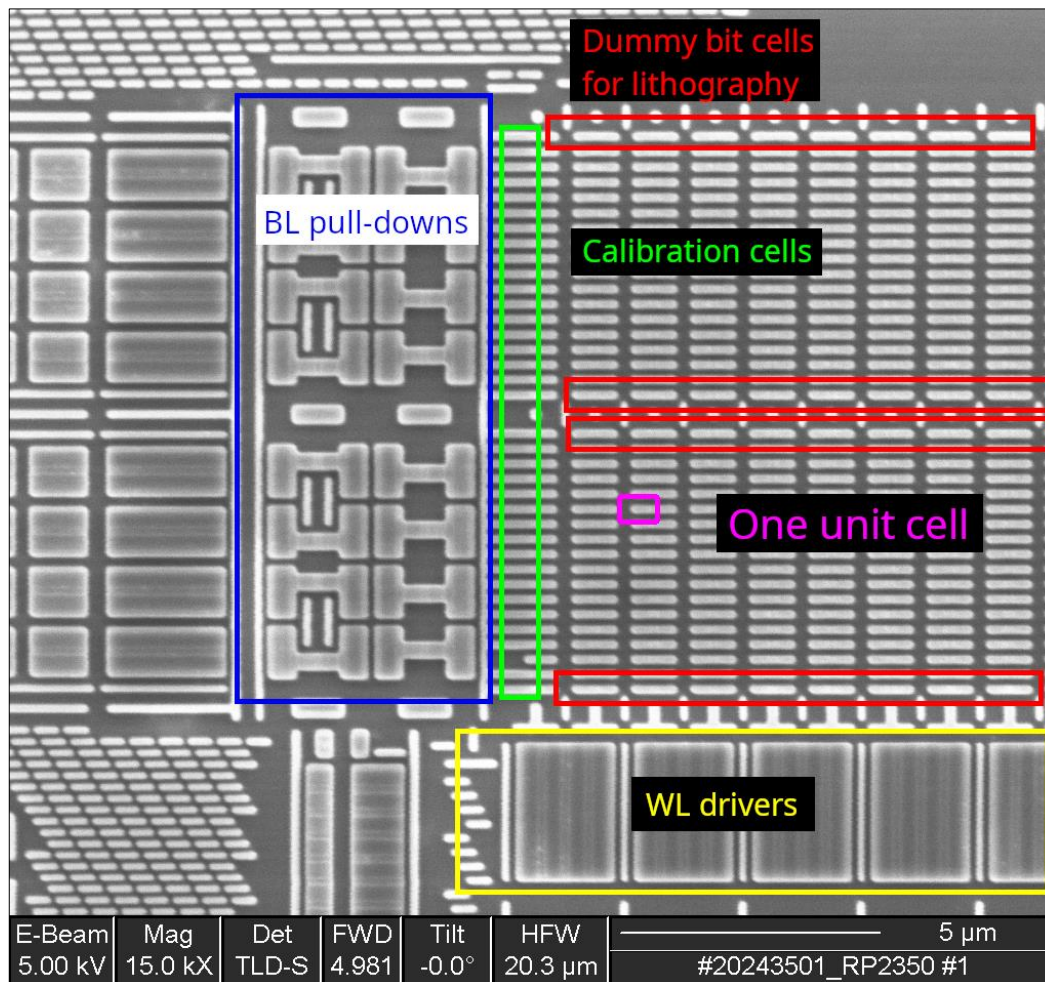 Dummy bit cells
for lithography
BL pull-downs
Calibration cells
One unit cell
WL drivers
E-Beam Mag Det FWD Tilt HFW 5 µm
5.00 kV 15.0 kX TLD-S 4.981 -0.0° 20.3 µm #20243501_RP2350 #1